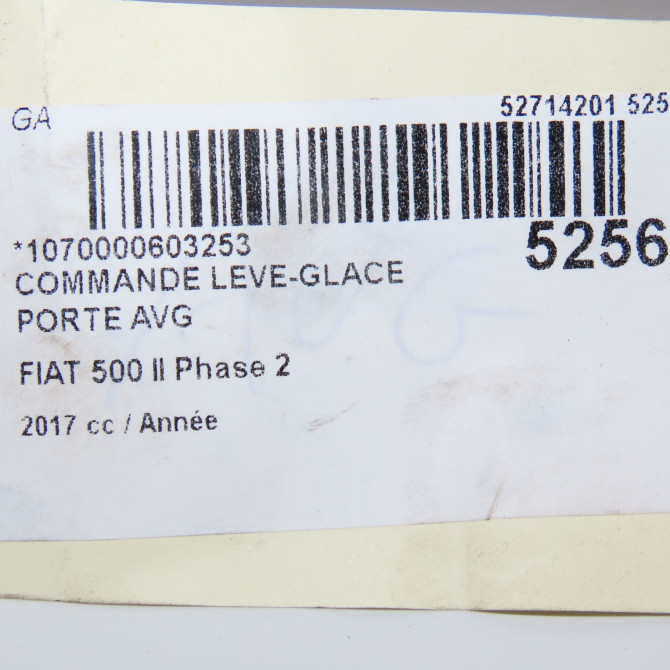 GA
52714201 525
*1070000603253
5256
COMMANDE LEVE-GLACE
PORTE AVG
FIAT 500 II Phase 2
2017 cc / Année